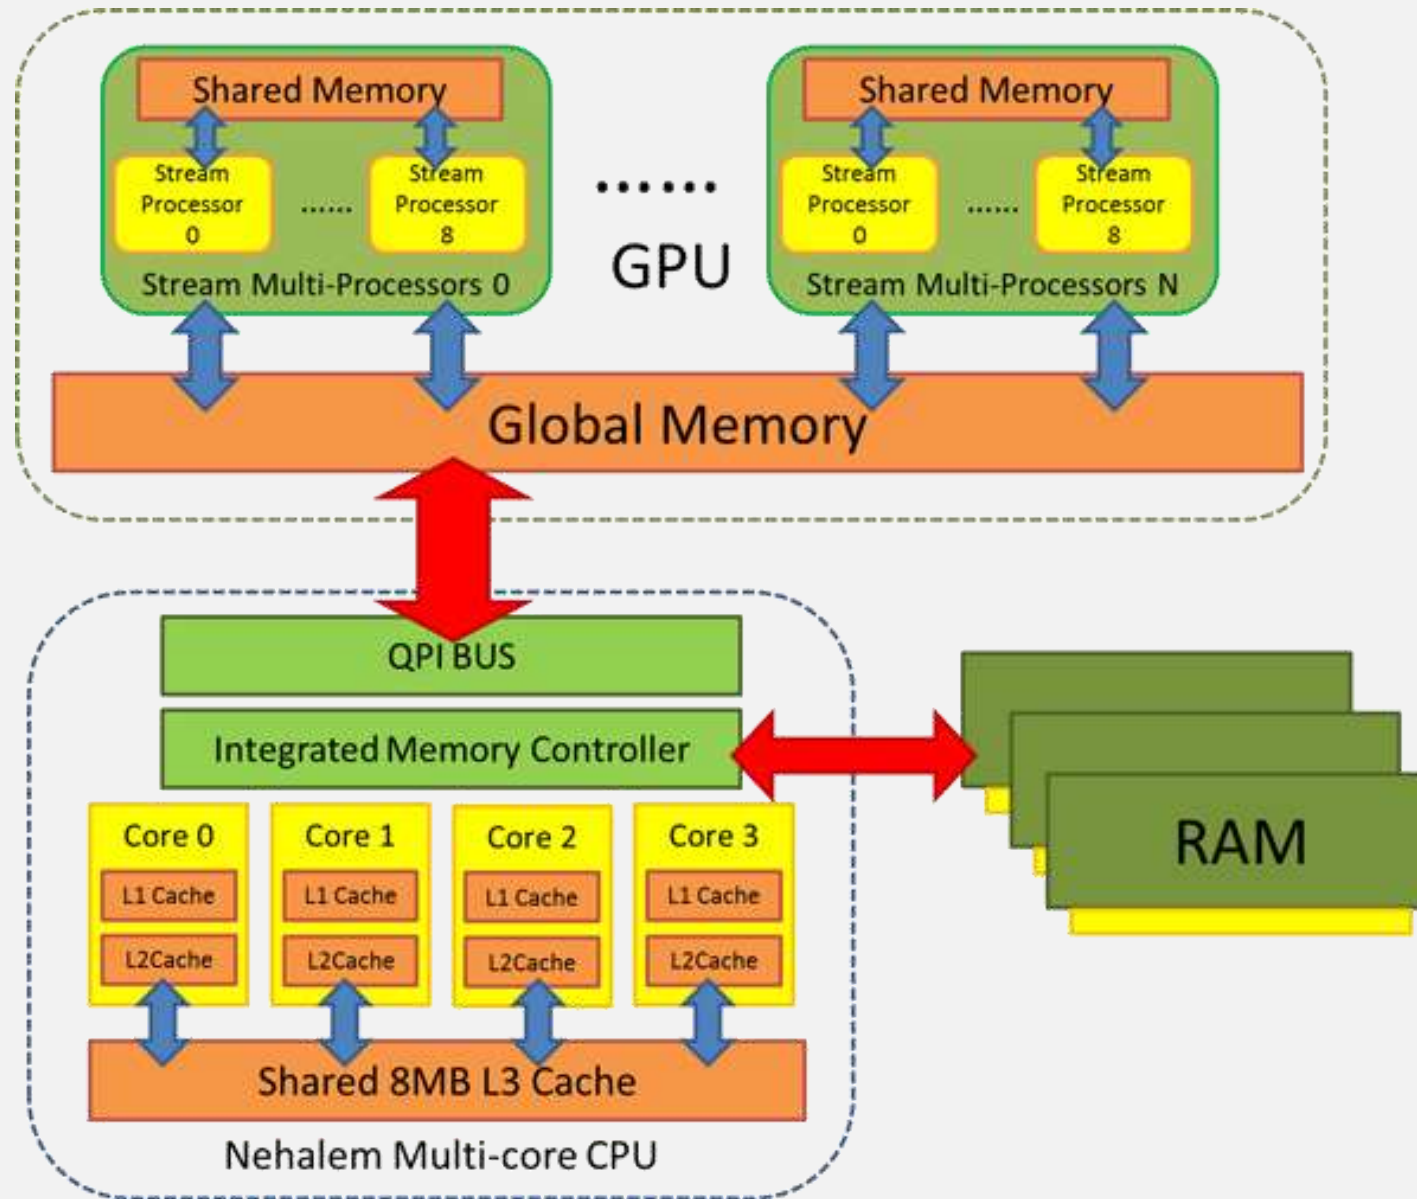 Shared Memory
Shared Memory
Stream
Processor
0
......
Stream
Processor
8
Stream
Processor
0
......
Stream
Processor
8
Stream Multi-Processors 0
......
GPU
Stream Multi-Processors N
Global Memory
QPI BUS
Integrated Memory Controller
RAM
Core 0
L1 Cache
L2Cache
Core 1
L1 Cache
L2Cache
Core 2
L1 Cache
L2Cache
Core 3
L1 Cache
L2Cache
Shared 8MB L3 Cache
Nehalem Multi-core CPU